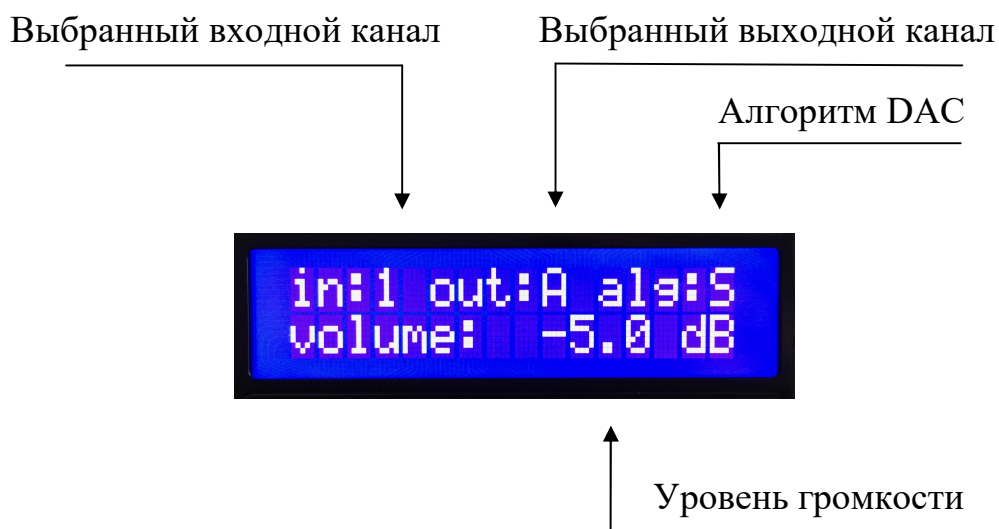 Выбранный входной канал
Выбранный выходной канал
Алгоритм DAC
in:1 out:A alg:S
volume: -5.0 dB
Уровень громкости